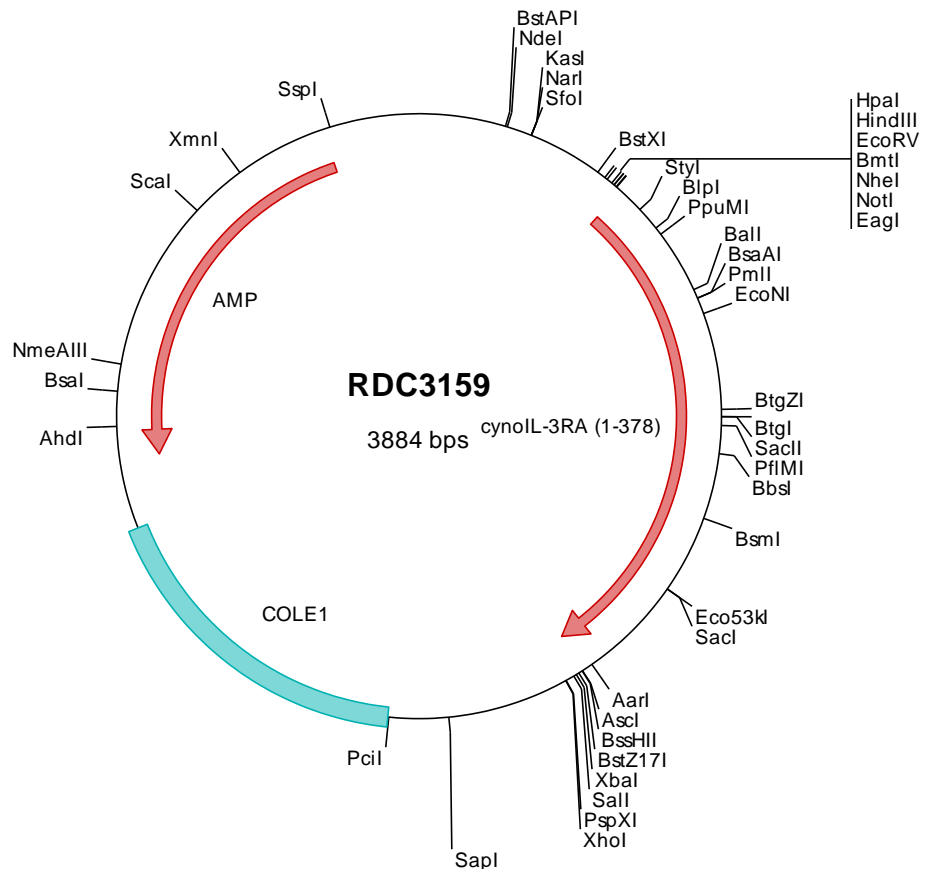 BstAPI
NdeI
KasI
NarI
SfoI
SspI
XmnI
ScaI
BstXI
HpaI
HindIII
EcoRV
BmtI
NheI
NotI
EagI
StyI
BlpI
PpuMI
BalI
BsaAI
PmlI
EcoNI
AMP
NmeAIII
BsaI
AhdI
RDC3159
3884 bps
cynoIL-3RA (1-378)
BtgZI
BtgI
SacII
PflMI
BbsI
BsmI
COLE1
Eco53kI
SacI
AarI
AscI
BssHII
BstZ17I
XbaI
SalI
PspXI
XhoI
PciI
SapI